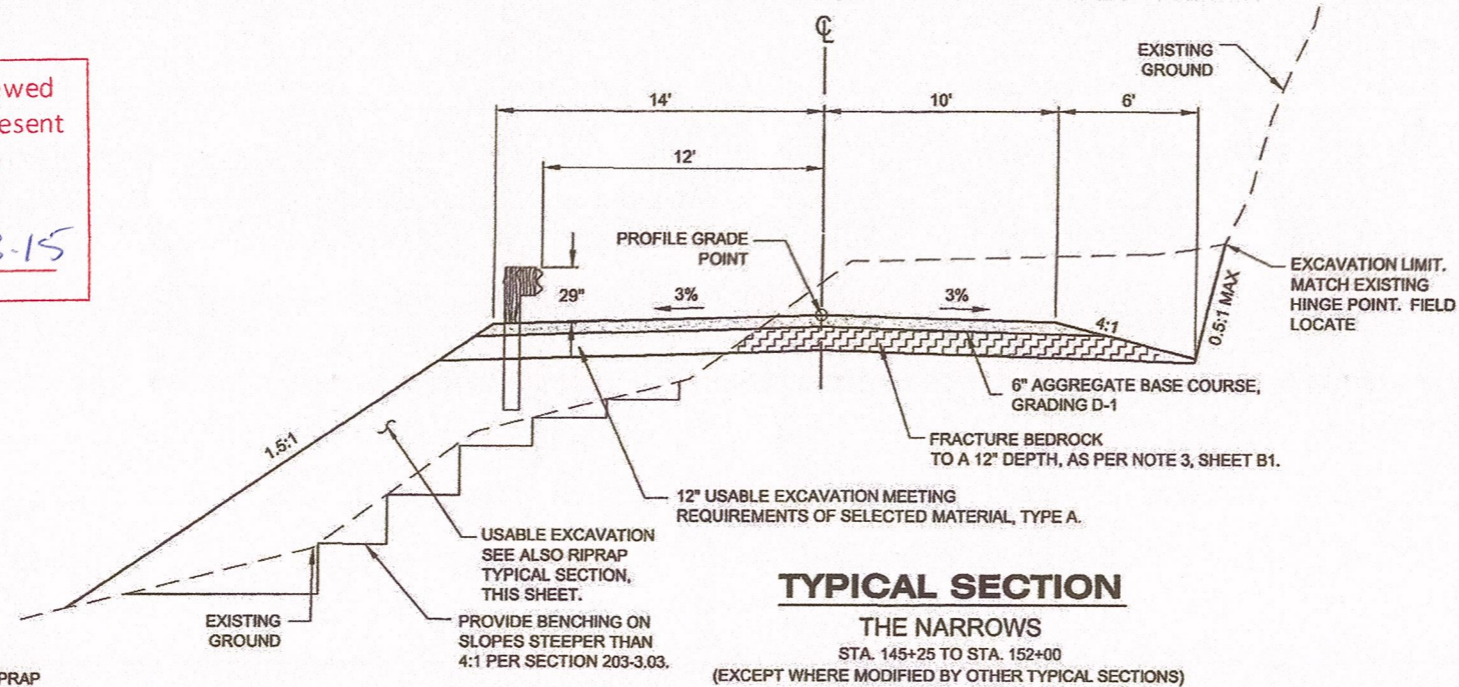 ℄
EXISTING
GROUND
14'
10'
6'
12'
PROFILE GRADE
POINT
29"
3%
3%
4:1
0.5:1 MAX
EXCAVATION LIMIT.
MATCH EXISTING
HINGE POINT. FIELD
LOCATE
6" AGGREGATE BASE COURSE,
GRADING D-1
FRACTURE BEDROCK
TO A 12" DEPTH, AS PER NOTE 3, SHEET B1.
12" USABLE EXCAVATION MEETING
REQUIREMENTS OF SELECTED MATERIAL, TYPE A.
1.5:1
USABLE EXCAVATION
SEE ALSO RIPRAP
TYPICAL SECTION,
THIS SHEET.
EXISTING
GROUND
PROVIDE BENCHING ON
SLOPES STEEPER THAN
4:1 PER SECTION 203-3.03.
TYPICAL SECTION
THE NARROWS
STA. 145+25 TO STA. 152+00
(EXCEPT WHERE MODIFIED BY OTHER TYPICAL SECTIONS)